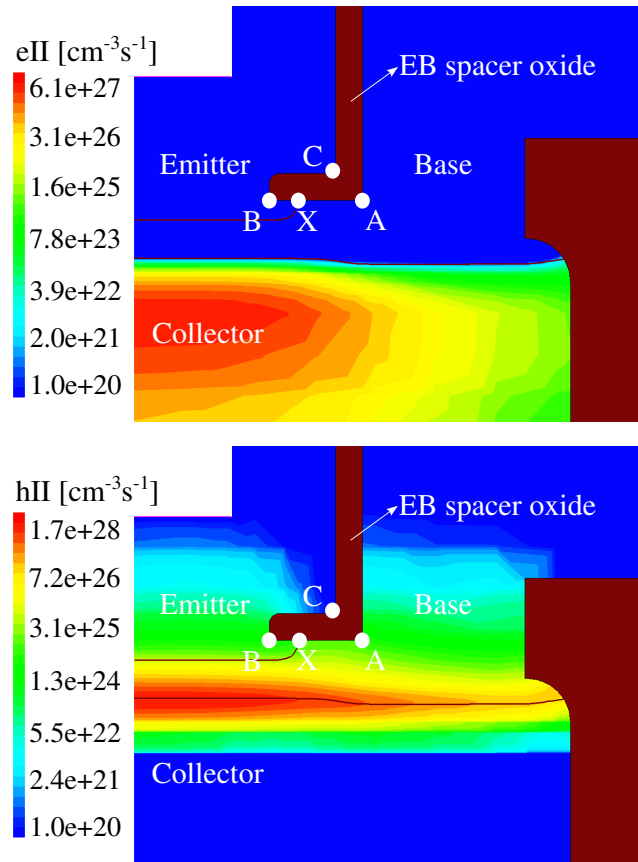 eII [cm⁻³s⁻¹]
6.1e+27
3.1e+26
1.6e+25
7.8e+23
3.9e+22
2.0e+21
1.0e+20
EB spacer oxide
Emitter
C
Base
B
X
A
Collector
hII [cm⁻³s⁻¹]
1.7e+28
7.2e+26
3.1e+25
1.3e+24
5.5e+22
2.4e+21
1.0e+20
EB spacer oxide
Emitter
C
Base
B
X
A
Collector